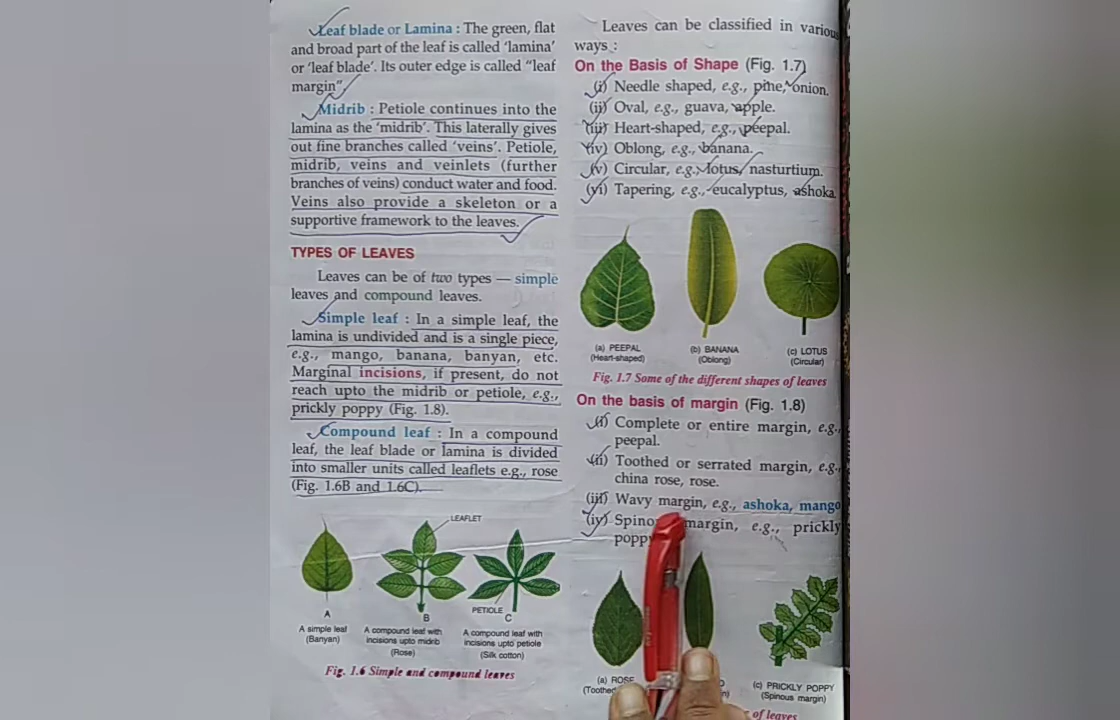 Leaf blade or Lamina : The green, flat
and broad part of the leaf is called 'lamina'
or 'leaf blade'. Its outer edge is called "leaf
margin".
Midrib : Petiole continues into the
lamina as the 'midrib'. This laterally gives
out fine branches called 'veins'. Petiole,
midrib, veins and veinlets (further
branches of veins) conduct water and food.
Veins also provide a skeleton or a
supportive framework to the leaves.
TYPES OF LEAVES
Leaves can be of two types — simple
leaves and compound leaves.
Simple leaf : In a simple leaf, the
lamina is undivided and is a single piece,
e.g., mango, banana, banyan, etc.
Marginal incisions, if present, do not
reach upto the midrib or petiole, e.g.,
prickly poppy (Fig. 1.8).
Compound leaf : In a compound
leaf, the leaf blade or lamina is divided
into smaller units called leaflets e.g., rose
(Fig. 1.6B and 1.6C).
LEAFLET
PETIOLE
A
B
C
A simple leaf
(Banyan)
A compound leaf with
incisions upto midrib
(Rose)
A compound leaf with
incisions upto petiole
(Silk cotton)
Fig. 1.6 Simple and compound leaves
Leaves can be classified in various
ways :
On the Basis of Shape (Fig. 1.7)
(i) Needle shaped, e.g., pine, onion.
(ii) Oval, e.g., guava, apple.
(iii) Heart-shaped, e.g., peepal.
(iv) Oblong, e.g., banana.
(v) Circular, e.g., lotus, nasturtium.
(vi) Tapering, e.g., eucalyptus, ashoka.
(a) PEEPAL
(Heart-shaped)
(b) BANANA
(Oblong)
(c) LOTUS
(Circular)
Fig. 1.7 Some of the different shapes of leaves
On the basis of margin (Fig. 1.8)
(i) Complete or entire margin, e.g.,
peepal.
(ii) Toothed or serrated margin, e.g.,
china rose, rose.
(iii) Wavy margin, e.g., ashoka, mango
(iv) margin, e.g., prickly
(a) ROSE
(c) PRICKLY POPPY
(Spinous margin)
of leaves